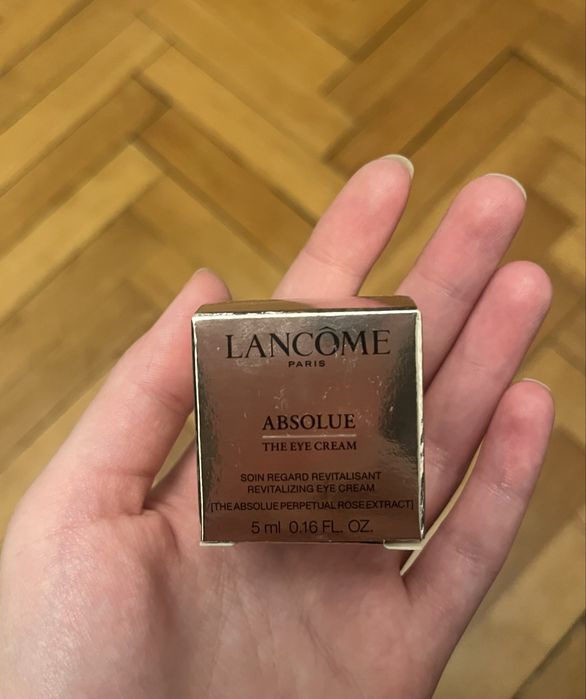 LANCÔME
PARIS
ABSOLUE
THE EYE CREAM
SOIN REGARD REVITALISANT
REVITALIZING EYE CREAM
[THE ABSOLUE PERPETUAL ROSE EXTRACT]
5 ml 0.16 FL. OZ.